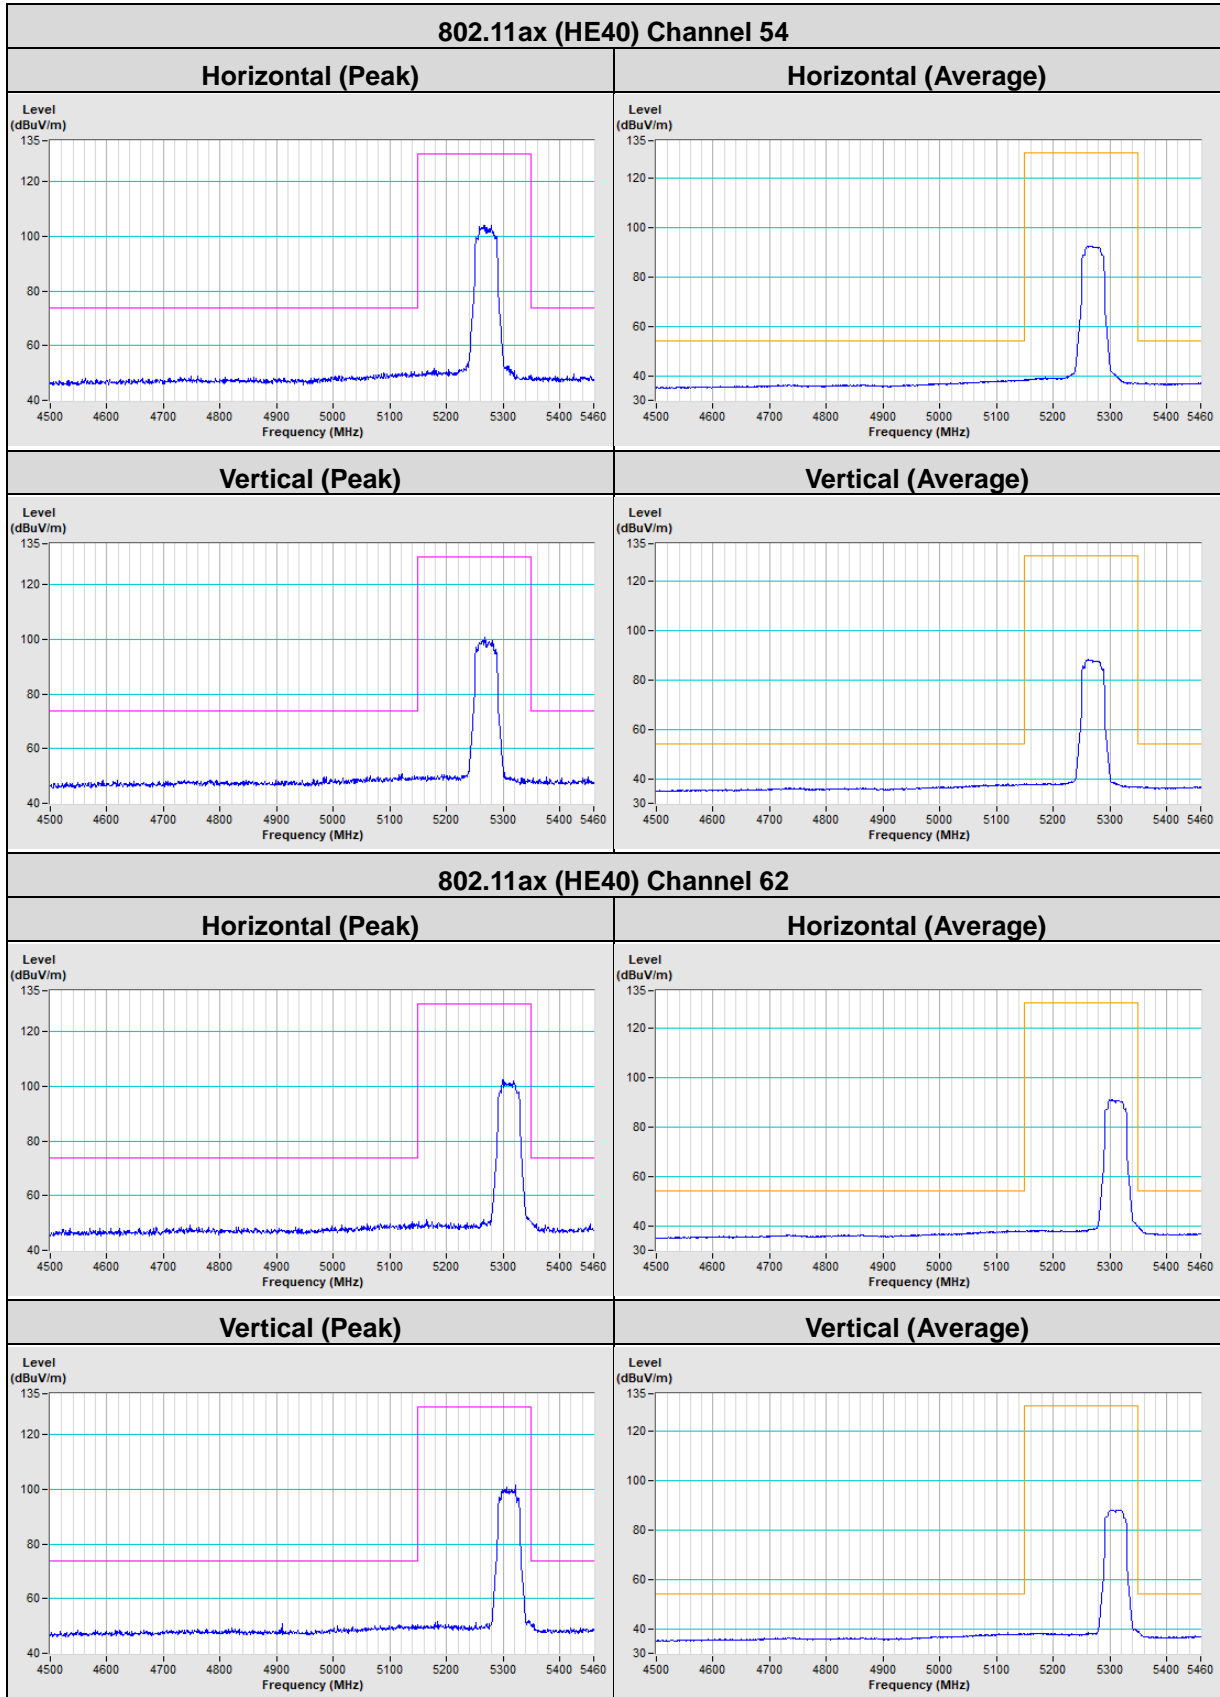 802.11ax (HE40) Channel 54
Horizontal (Peak)
Horizontal (Average)
Level
(dBuV/m)
135
120
100
80
60
40
4500 4600 4700 4800 4900 5000 5100 5200 5300 5400 5460
Frequency (MHz)
Level
(dBuV/m)
135
120
100
80
60
40
30
4500 4600 4700 4800 4900 5000 5100 5200 5300 5400 5460
Frequency (MHz)
Vertical (Peak)
Vertical (Average)
Level
(dBuV/m)
135
120
100
80
60
40
4500 4600 4700 4800 4900 5000 5100 5200 5300 5400 5460
Frequency (MHz)
Level
(dBuV/m)
135
120
100
80
60
40
30
4500 4600 4700 4800 4900 5000 5100 5200 5300 5400 5460
Frequency (MHz)
802.11ax (HE40) Channel 62
Horizontal (Peak)
Horizontal (Average)
Level
(dBuV/m)
135
120
100
80
60
40
4500 4600 4700 4800 4900 5000 5100 5200 5300 5400 5460
Frequency (MHz)
Level
(dBuV/m)
135
120
100
80
60
40
30
4500 4600 4700 4800 4900 5000 5100 5200 5300 5400 5460
Frequency (MHz)
Vertical (Peak)
Vertical (Average)
Level
(dBuV/m)
135
120
100
80
60
40
4500 4600 4700 4800 4900 5000 5100 5200 5300 5400 5460
Frequency (MHz)
Level
(dBuV/m)
135
120
100
80
60
40
30
4500 4600 4700 4800 4900 5000 5100 5200 5300 5400 5460
Frequency (MHz)